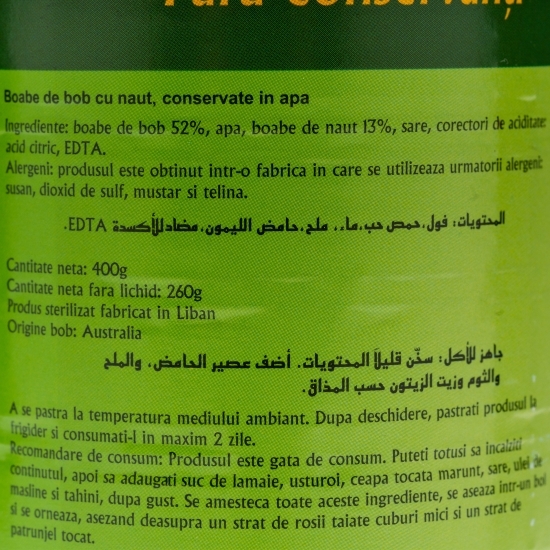 Fara conservanți
Boabe de bob cu naut, conservate in apa
Ingrediente: boabe de bob 52%, apa, boabe de naut 13%, sare, corectori de aciditate:
acid citric, EDTA.
Alergeni: produsul este obtinut intr-o fabrica in care se utilizeaza urmatorii alergeni:
susan, dioxid de sulf, mustar si telina.
المحتويات: فول، حمص حب، ماء، ملح، حامض الليمون، مضاد للأكسدة EDTA.
Cantitate neta: 400g
Cantitate neta fara lichid: 260g
Produs sterilizat fabricat in Liban
Origine bob: Australia
جاهز للأكل: سخّن قليلاً المحتويات. أضف عصير الحامض، والملح
والثوم وزيت الزيتون حسب المذاق.
A se pastra la temperatura mediului ambiant. Dupa deschidere, pastrati produsul la
frigider si consumati-l in maxim 2 zile.
Recomandare de consum: Produsul este gata de consum. Puteti totusi sa incalziti
continutul, apoi sa adaugati suc de lamaie, usturoi, ceapa tocata marunt, sare, ulei de
masline si tahini, dupa gust. Se amesteca toate aceste ingrediente, se aseaza intr-un bol
si se orneaza, asezand deasupra un strat de rosii taiate cuburi mici si un strat de
patrunjel tocat.